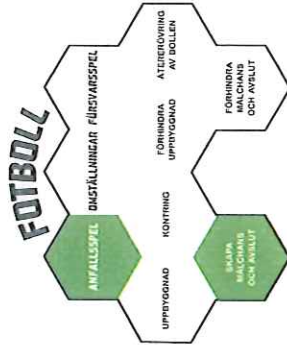 FOTBOLL
ANFALLSSPEL
OMSTÄLLNINGAR
FÖRSVARSSPEL
UPPBYGGNAD
KONTRING
FÖRHINDRA
UPPBYGGNAD
ÅTERERÖVRING
AV BOLLEN
SKAPA
MÅLCHANS
OCH AVSLUT
FÖRHINDRA
MÅLCHANS
OCH AVSLUT